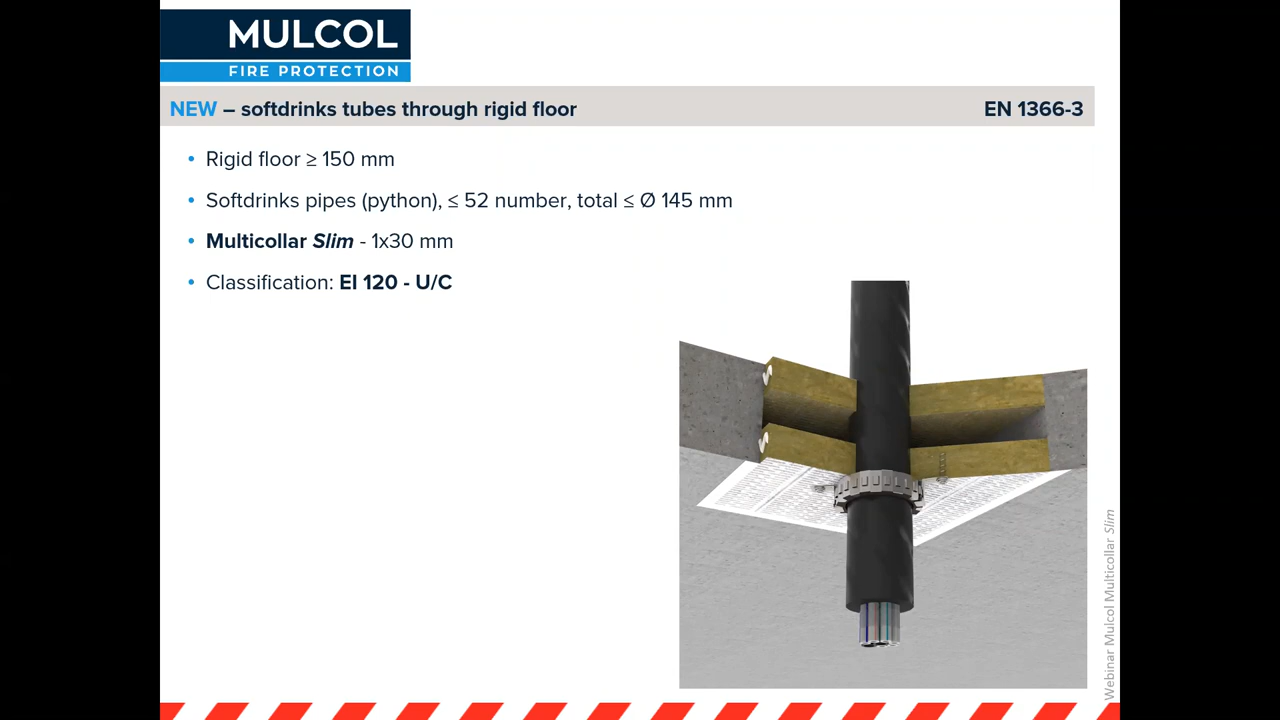 MULCOL
FIRE PROTECTION
NEW – softdrinks tubes through rigid floor
EN 1366-3
• Rigid floor ≥ 150 mm
• Softdrinks pipes (python), ≤ 52 number, total ≤ Ø 145 mm
• Multicollar Slim - 1x30 mm
• Classification: EI 120 - U/C
Webinar Mulcol Multicollar Slim